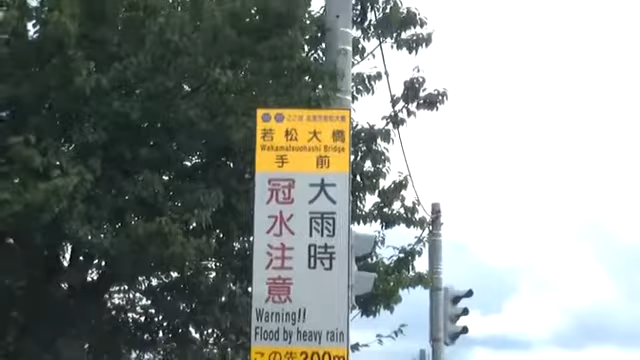 若松大橋
Wakamatsuohashi Bridge
手前
大雨時
冠水注意
Warning!!
Flood by heavy rain
この先300m